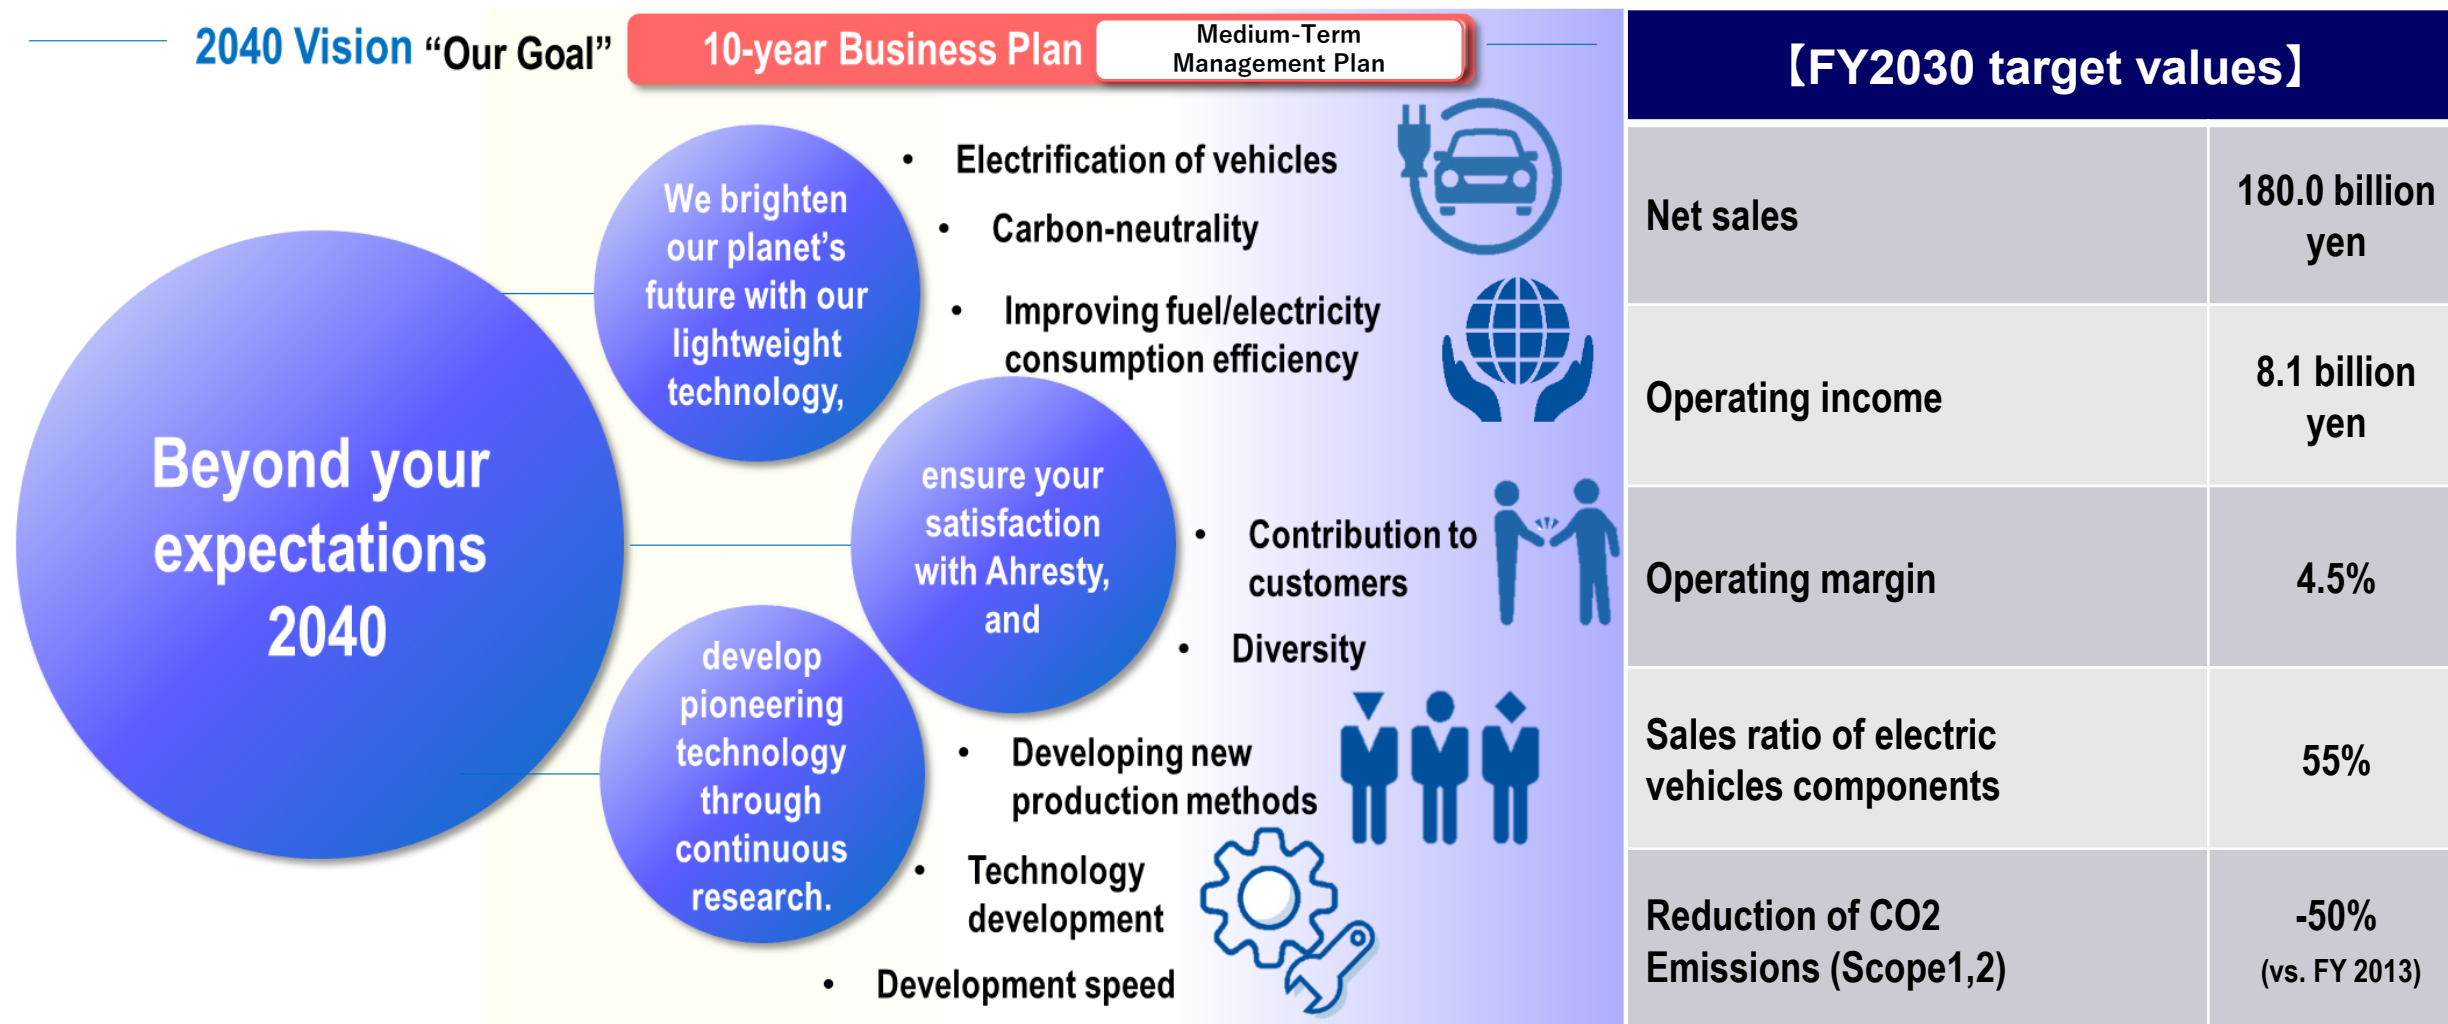 2040 Vision “Our Goal”
10-year Business Plan
Medium-Term
Management Plan
Beyond your
expectations
2040
We brighten
our planet’s
future with our
lightweight
technology,
• Electrification of vehicles
• Carbon-neutrality
• Improving fuel/electricity
consumption efficiency
ensure your
satisfaction
with Ahresty,
and
• Contribution to
customers
• Diversity
develop
pioneering
technology
through
continuous
research.
• Developing new
production methods
• Technology
development
• Development speed
【FY2030 target values】
Net sales
180.0 billion
yen
Operating income
8.1 billion
yen
Operating margin
4.5%
Sales ratio of electric
vehicles components
55%
Reduction of CO2
Emissions (Scope1,2)
-50%
(vs. FY 2013)